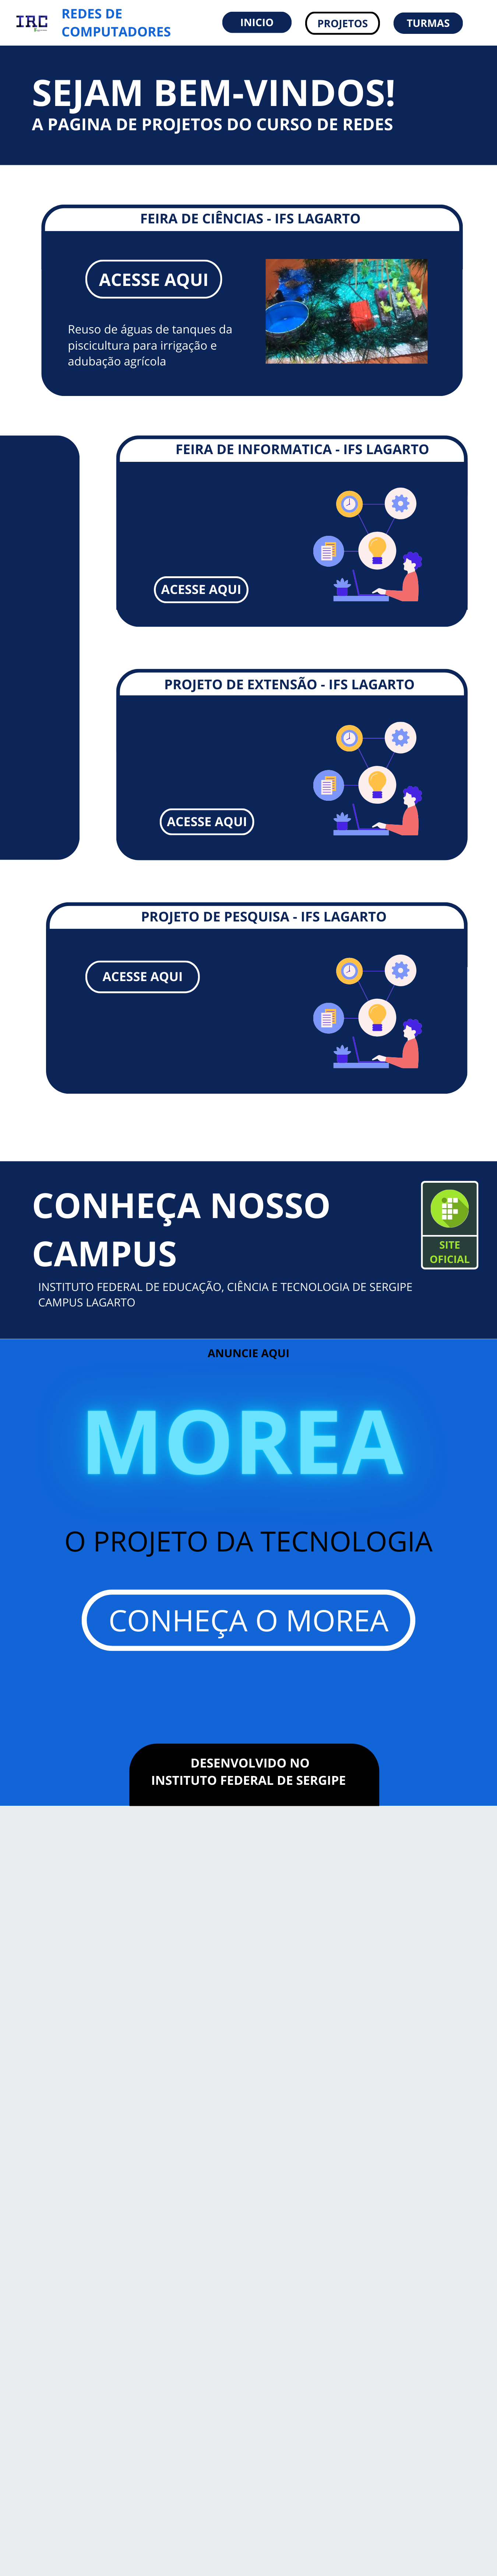 IRC
REDES DE
COMPUTADORES
INICIO
PROJETOS
TURMAS
SEJAM BEM-VINDOS!
A PAGINA DE PROJETOS DO CURSO DE REDES
FEIRA DE CIÊNCIAS - IFS LAGARTO
ACESSE AQUI
Reuso de águas de tanques da
piscicultura para irrigação e
adubação agrícola
FEIRA DE INFORMATICA - IFS LAGARTO
ACESSE AQUI
PROJETO DE EXTENSÃO - IFS LAGARTO
ACESSE AQUI
PROJETO DE PESQUISA - IFS LAGARTO
ACESSE AQUI
CONHEÇA NOSSO
CAMPUS
SITE
OFICIAL
INSTITUTO FEDERAL DE EDUCAÇÃO, CIÊNCIA E TECNOLOGIA DE SERGIPE
CAMPUS LAGARTO
ANUNCIE AQUI
MOREA
O PROJETO DA TECNOLOGIA
CONHEÇA O MOREA
DESENVOLVIDO NO
INSTITUTO FEDERAL DE SERGIPE